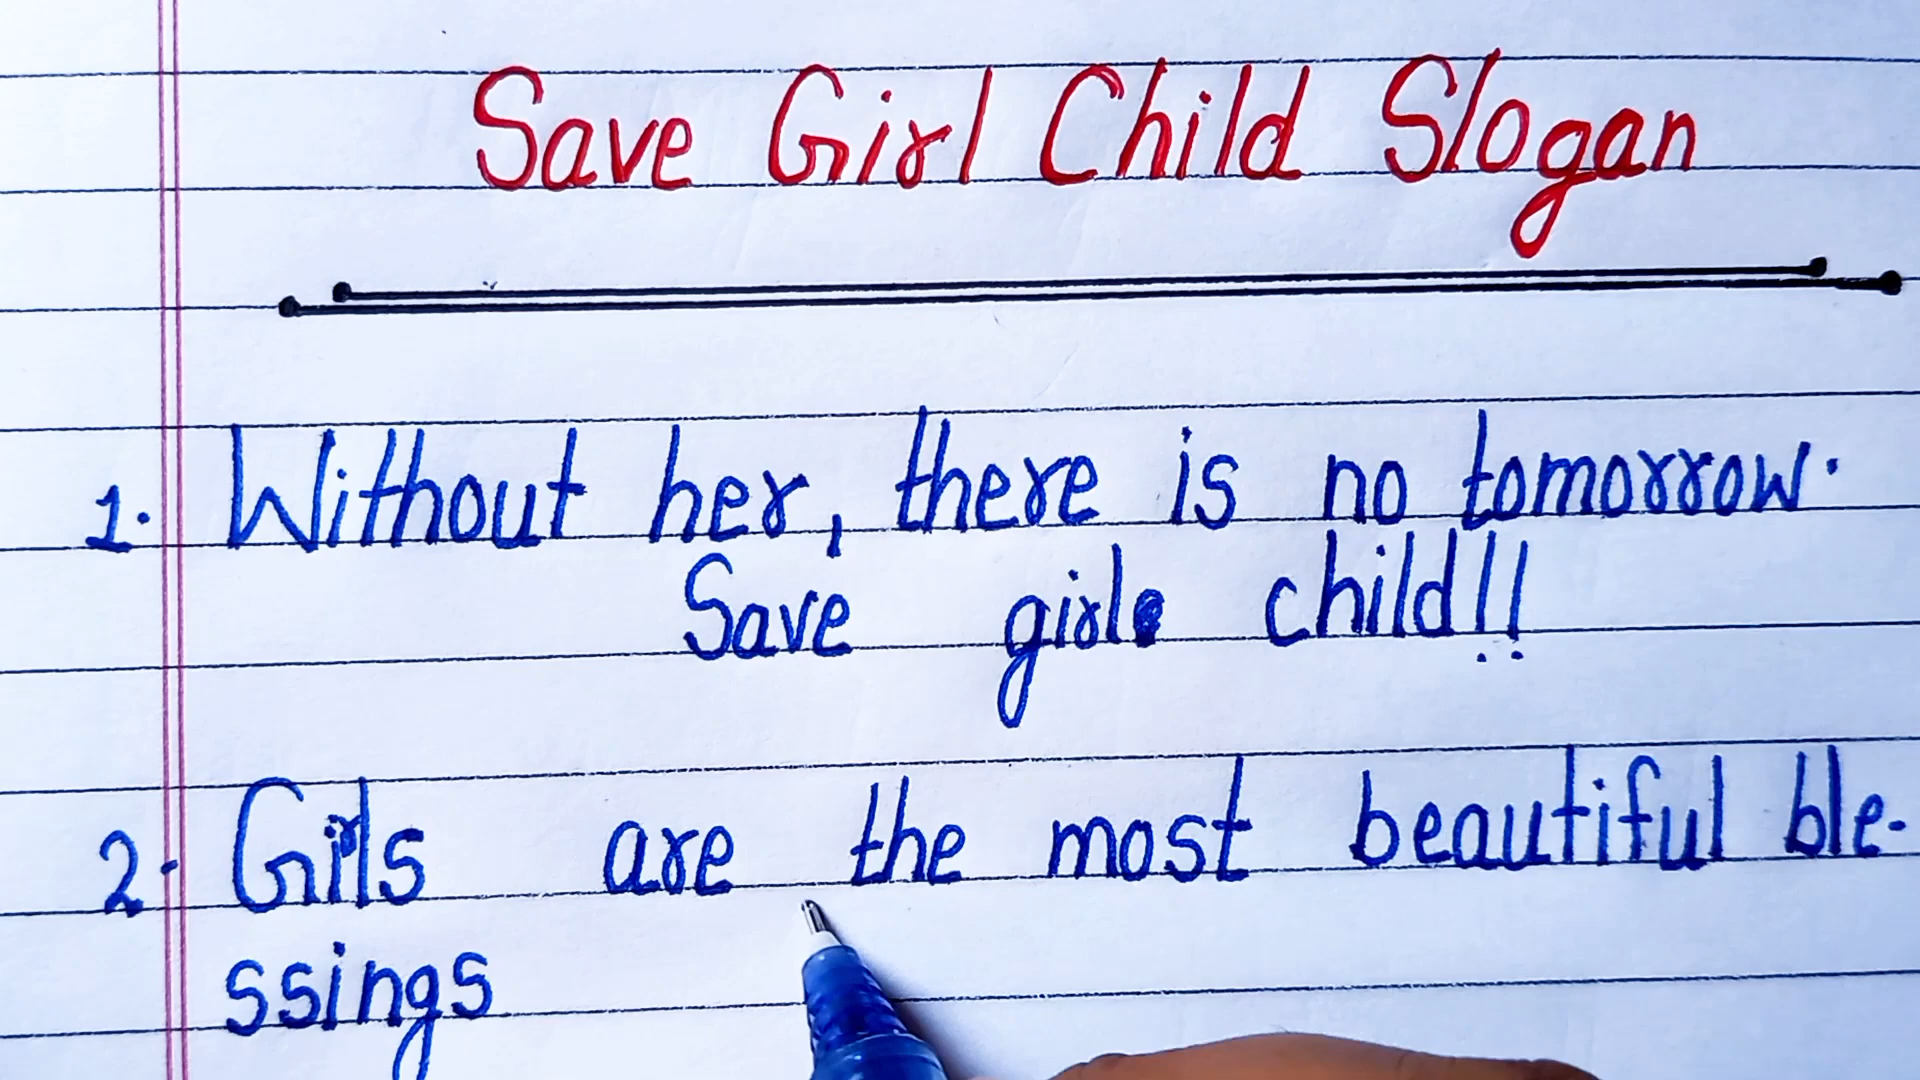 Save Girl Child Slogan
1. Without her, there is no tomorrow.
Save girl child!!
2. Girls are the most beautiful ble-
ssings